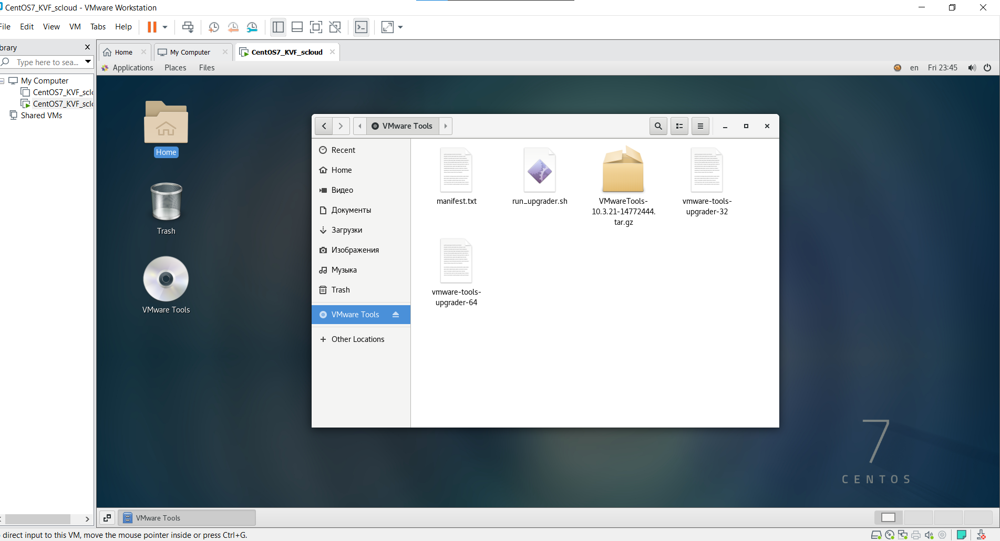 CentOS7_KVF_scloud - VMware Workstation
File Edit View VM Tabs Help
brary
Type here to sea...
My Computer
CentOS7_KVF_sclo
CentOS7_KVF_sclo
Shared VMs
Home My Computer CentOS7_KVF_scloud
Applications Places Files en Fri 23:45
Home
Trash
VMware Tools
VMware Tools
Recent
Home
Видео
Документы
Загрузки
Изображения
Музыка
Trash
VMware Tools
Other Locations
manifest.txt
run_upgrader.sh
VMwareTools-
10.3.21-14772444.
tar.gz
vmware-tools-
upgrader-32
vmware-tools-
upgrader-64
7
CENTOS
VMware Tools
direct input to this VM, move the mouse pointer inside or press Ctrl+G.